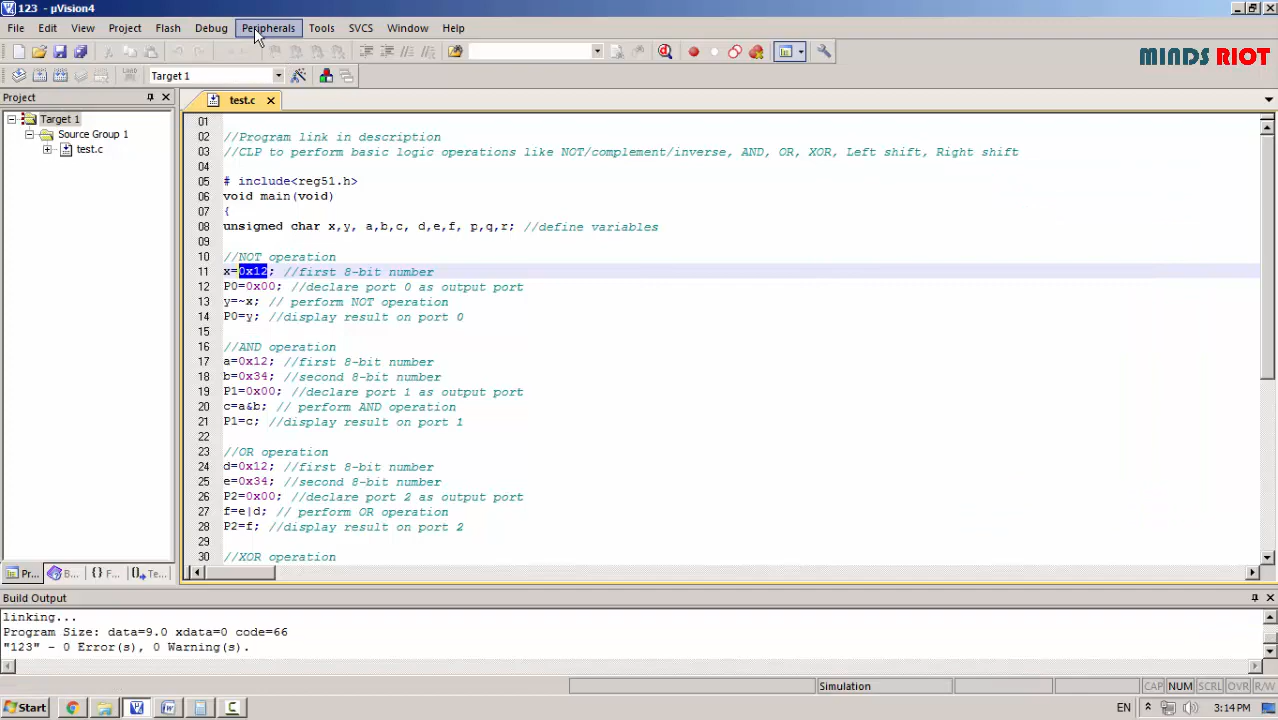 123 - µVision4
File Edit View Project Flash Debug Peripherals Tools SVCS Window Help
MINDS RIOT
LOAD
Target 1
Project
test.c
Target 1
Source Group 1
test.c
01
02 //Program link in description
03 //CLP to perform basic logic operations like NOT/complement/inverse, AND, OR, XOR, Left shift, Right shift
04
05 # include<reg51.h>
06 void main(void)
07 {
08 unsigned char x,y, a,b,c, d,e,f, p,q,r; //define variables
09
10 //NOT operation
11 x=0x12; //first 8-bit number
12 P0=0x00; //declare port 0 as output port
13 y=~x; // perform NOT operation
14 P0=y; //display result on port 0
15
16 //AND operation
17 a=0x12; //first 8-bit number
18 b=0x34; //second 8-bit number
19 P1=0x00; //declare port 1 as output port
20 c=a&b; // perform AND operation
21 P1=c; //display result on port 1
22
23 //OR operation
24 d=0x12; //first 8-bit number
25 e=0x34; //second 8-bit number
26 P2=0x00; //declare port 2 as output port
27 f=e|d; // perform OR operation
28 P2=f; //display result on port 2
29
30 //XOR operation
Pr... B... {} F... Te...
Build Output
linking...
Program Size: data=9.0 xdata=0 code=66
"123" - 0 Error(s), 0 Warning(s).
Simulation
CAP NUM SCRL OVR R/W
Start
EN
3:14 PM